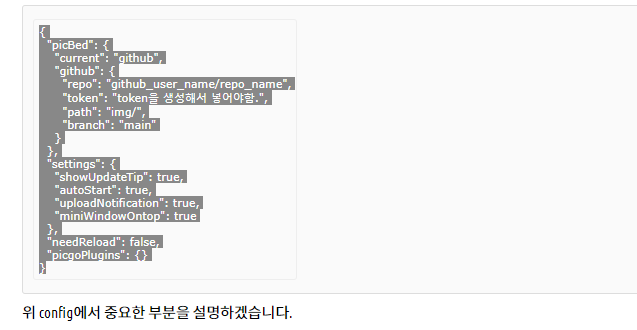 {
"picBed": {
"current": "github",
"github": {
"repo": "github_user_name/repo_name",
"token": "token을 생성해서 넣어야함.",
"path": "img/",
"branch": "main"
}
},
"settings": {
"showUpdateTip": true,
"autoStart": true,
"uploadNotification": true,
"miniWindowOntop": true
},
"needReload": false,
"picgoPlugins": {}
}
위 config에서 중요한 부분을 설명하겠습니다.